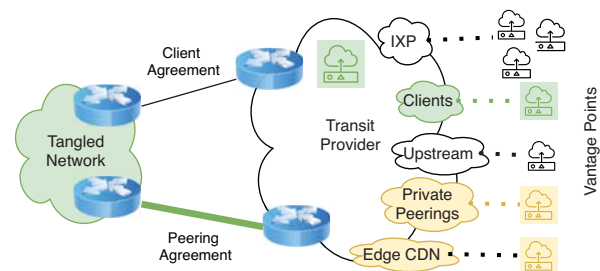 IXP
Client
Agreement
Clients
Transit
Provider
Tangled
Network
Upstream
Private
Peerings
Peering
Agreement
Edge CDN
Vantage Points